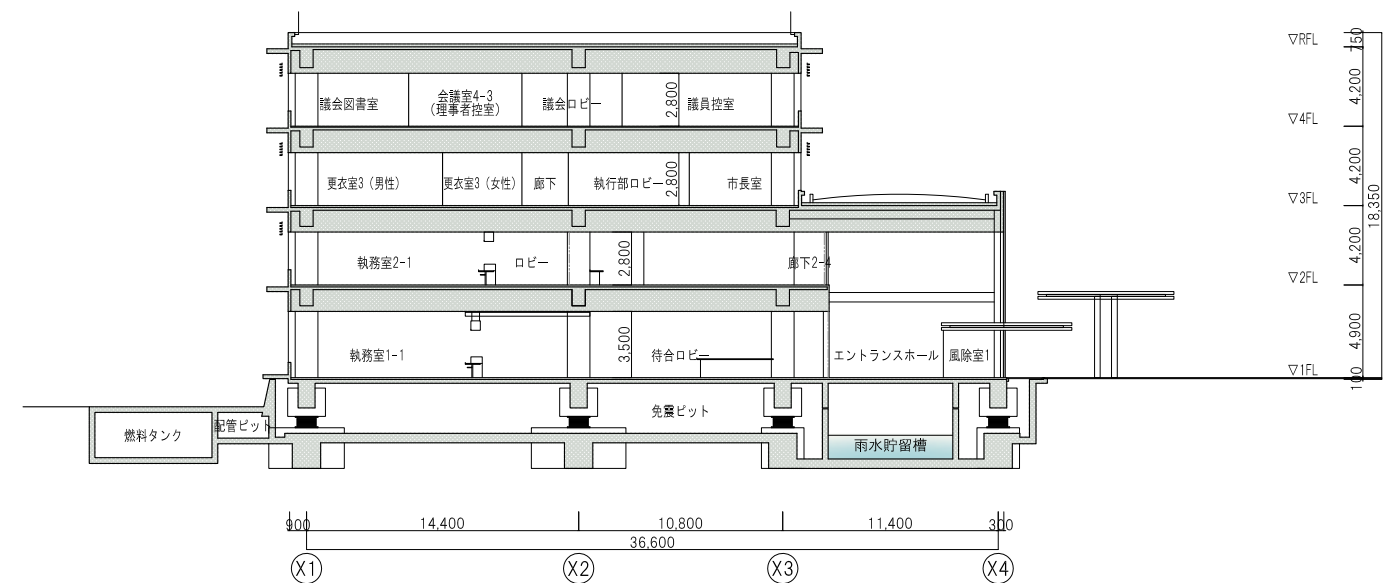 ▽RFL
750
議会図書室
会議室4-3
(理事者控室)
議会ロビー
2,800
議員控室
4,200
▽4FL
更衣室3 (男性)
更衣室3 (女性)
廊下
執行部ロビー
2,800
市長室
4,200
▽3FL
18,350
執務室2-1
ロビー
2,800
廊下2-4
4,200
▽2FL
執務室1-1
3,500
待合ロビー
エントランスホール
風除室1
4,900
▽1FL
100
燃料タンク
配管ピット
免震ピット
雨水貯留槽
900
14,400
10,800
11,400
300
36,600
X1
X2
X3
X4